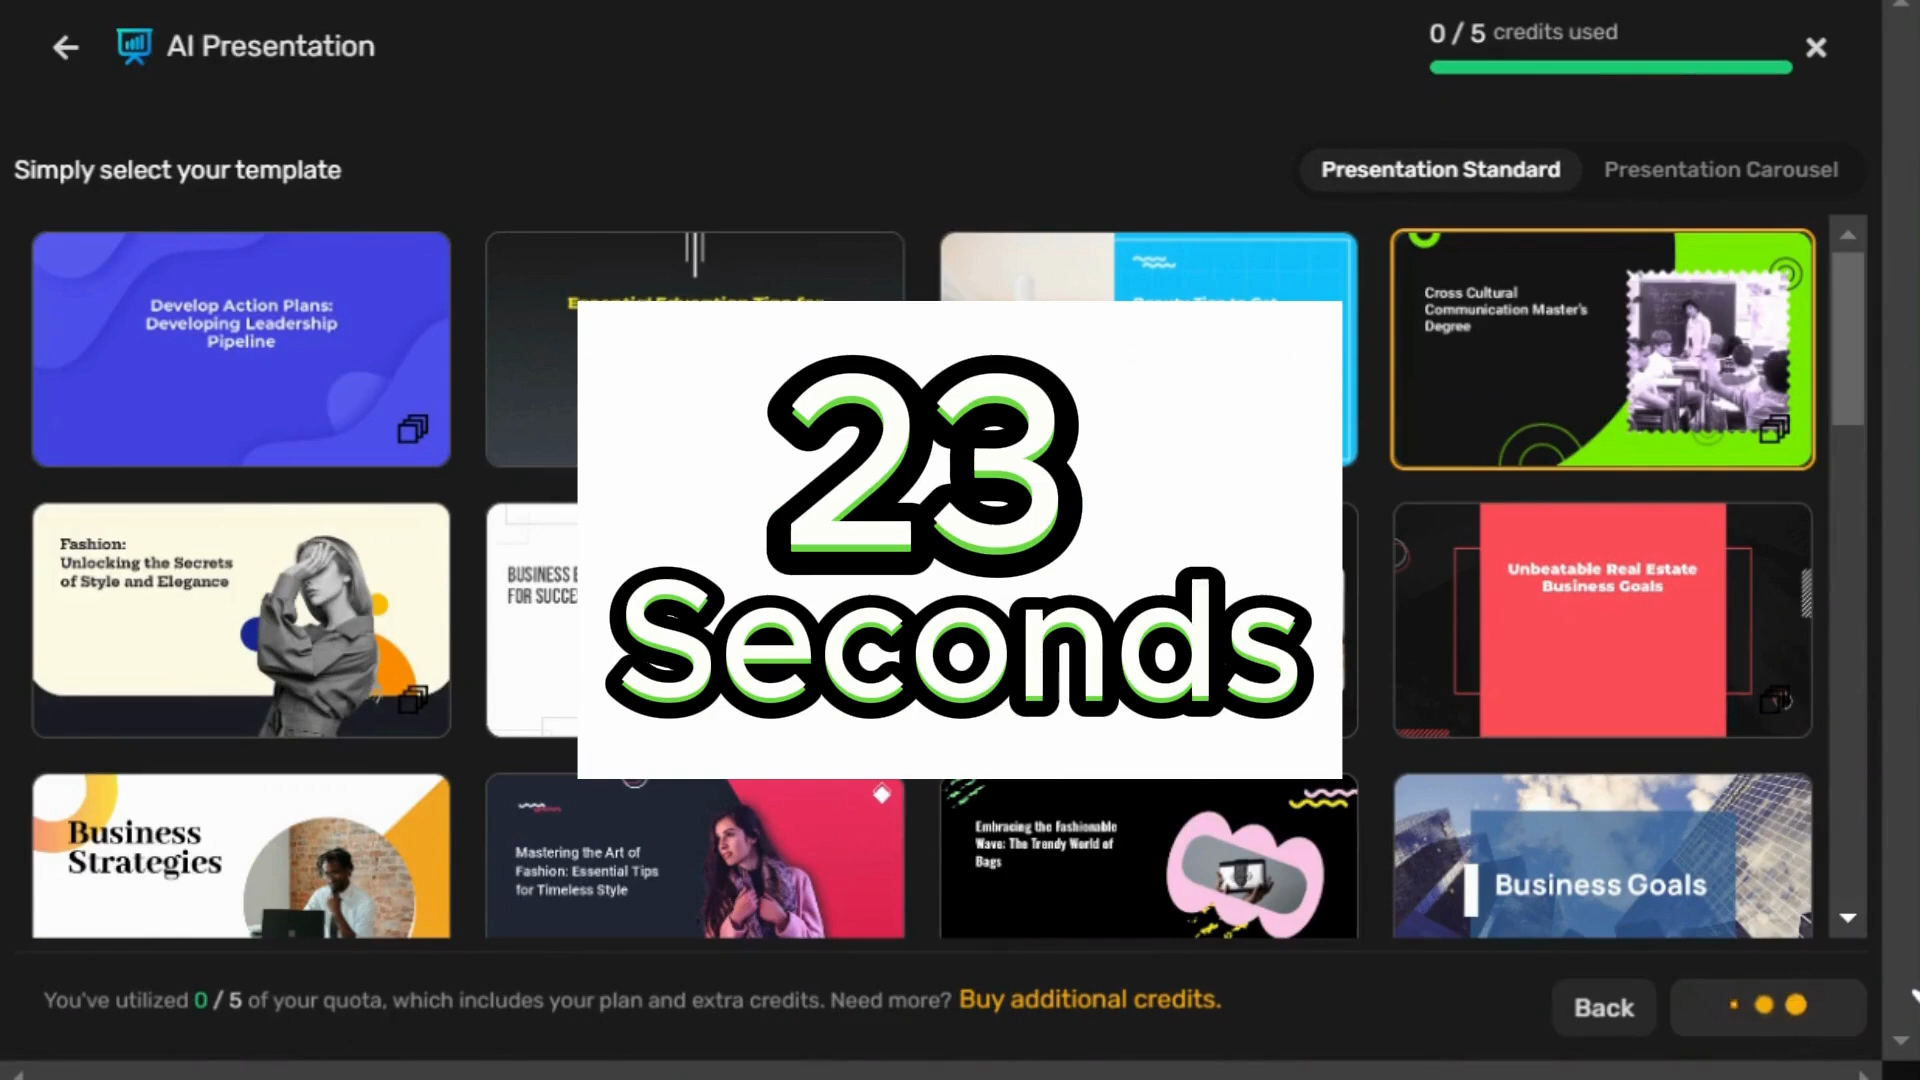 AI Presentation
0 / 5 credits used
Simply select your template
Presentation Standard
Presentation Carousel
Develop Action Plans:
Developing Leadership
Pipeline
Cross Cultural
Communication Master's
Degree
23
Seconds
Fashion:
Unlocking the Secrets
of Style and Elegance
BUSINESS
FOR SUCCE
Unbeatable Real Estate
Business Goals
Business
Strategies
Mastering the Art of
Fashion: Essential Tips
for Timeless Style
Embracing the Fashionable
Wave: The Trendy World of
Bags
Business Goals
You've utilized 0 / 5 of your quota, which includes your plan and extra credits. Need more? Buy additional credits.
Back